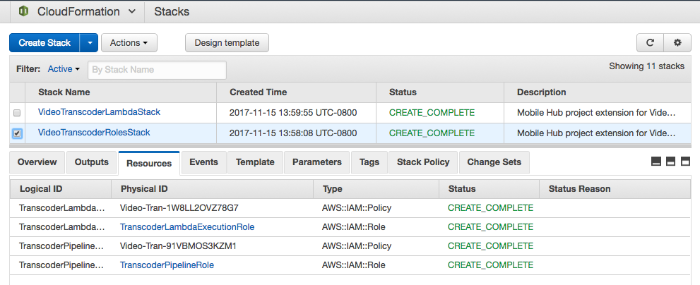 CloudFormation Stacks
Create Stack Actions Design template
Filter: Active By Stack Name Showing 11 stacks
Stack Name Created Time Status Description
VideoTranscoderLambdaStack 2017-11-15 13:59:55 UTC-0800 CREATE_COMPLETE Mobile Hub project extension for Vide...
VideoTranscoderRolesStack 2017-11-15 13:58:08 UTC-0800 CREATE_COMPLETE Mobile Hub project extension for Vide...
Overview Outputs Resources Events Template Parameters Tags Stack Policy Change Sets
Logical ID Physical ID Type Status Status Reason
TranscoderLambda... Video-Tran-1W8LL2OVZ78G7 AWS::IAM::Policy CREATE_COMPLETE
TranscoderLambda... TranscoderLambdaExecutionRole AWS::IAM::Role CREATE_COMPLETE
TranscoderPipeline... Video-Tran-91VBMOS3KZM1 AWS::IAM::Policy CREATE_COMPLETE
TranscoderPipeline... TranscoderPipelineRole AWS::IAM::Role CREATE_COMPLETE